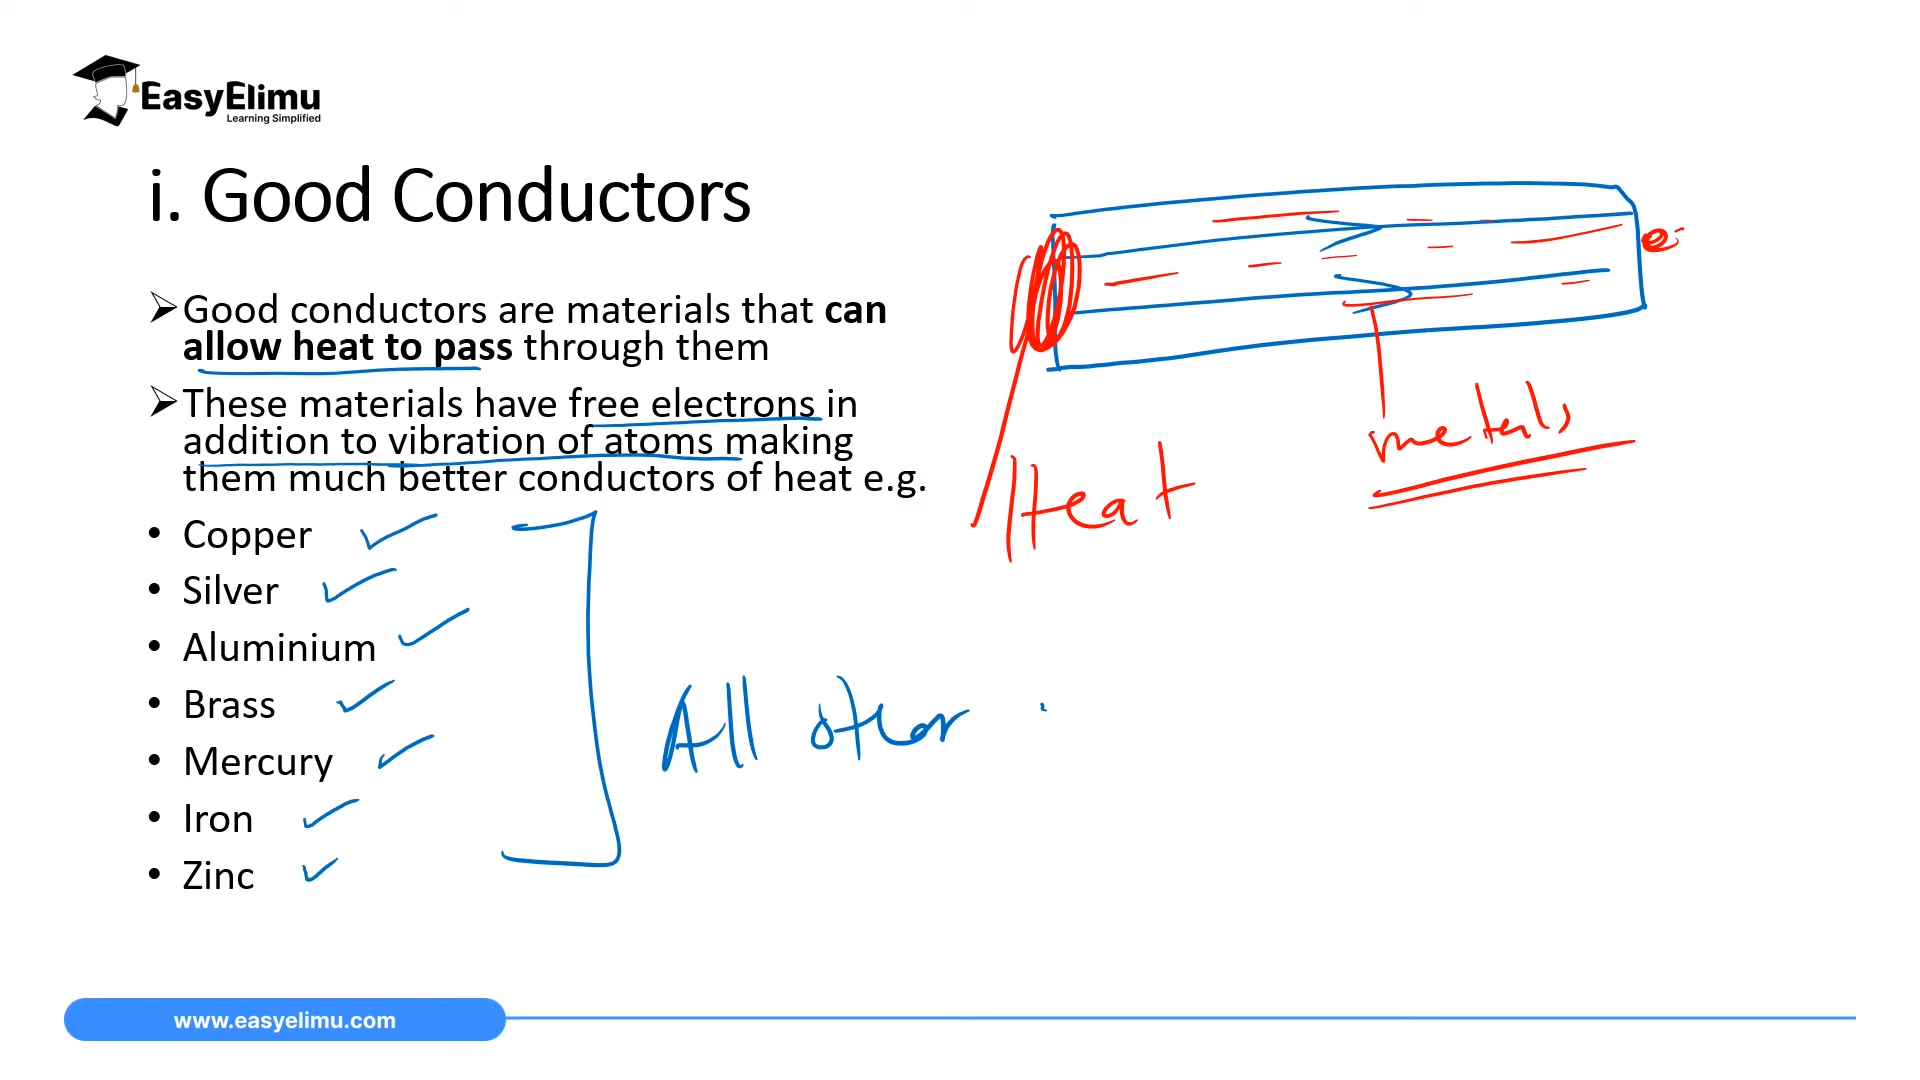 EasyElimu
Learning Simplified
i. Good Conductors
➢Good conductors are materials that can
allow heat to pass through them
➢These materials have free electrons in
addition to vibration of atoms making
them much better conductors of heat e.g.
• Copper
• Silver
• Aluminium
• Brass
• Mercury
• Iron
• Zinc
e-
metals
Heat
All other
www.easyelimu.com